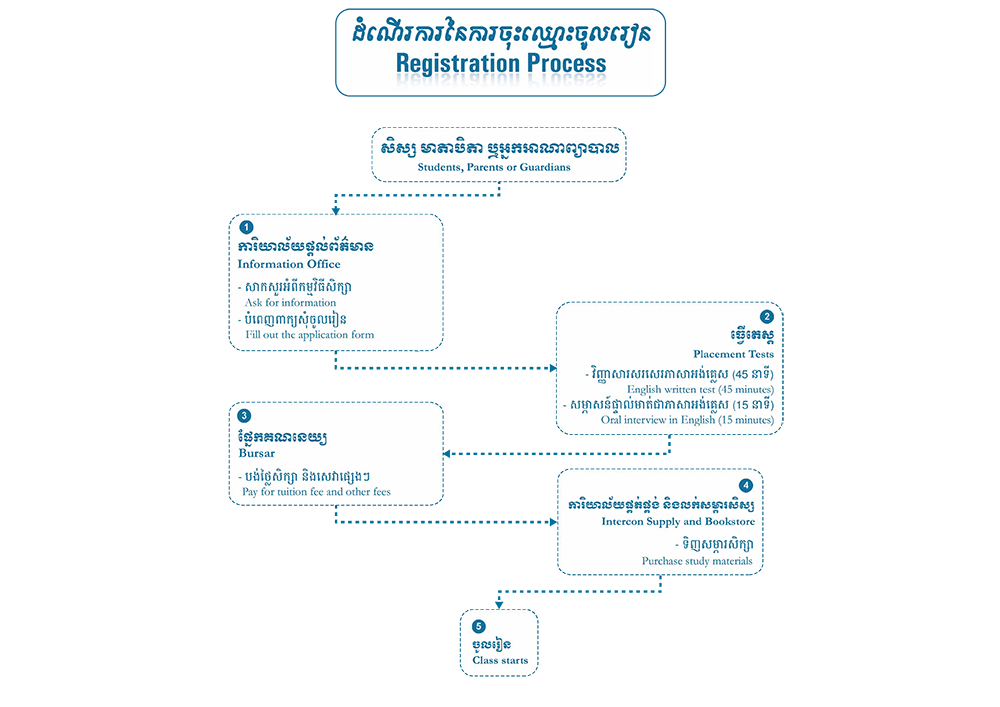 ដំណើរការនៃការចុះឈ្មោះចូលរៀន
Registration Process
សិស្ស មាតាបិតា ឬអ្នកអាណាព្យាបាល
Students, Parents or Guardians
1
ការិយាល័យផ្តល់ព័ត៌មាន
Information Office
- សាកសួរអំពីកម្មវិធីសិក្សា
Ask for information
- បំពេញពាក្យសុំចូលរៀន
Fill out the application form
2
ធ្វើតេស្ត
Placement Tests
- វិញ្ញាសារសរសេរភាសាអង់គ្លេស (45 នាទី)
English written test (45 minutes)
- សម្ភាសន៍ផ្ទាល់មាត់ជាភាសាអង់គ្លេស (15 នាទី)
Oral interview in English (15 minutes)
3
ផ្នែកគណនេយ្យ
Bursar
- បង់ថ្លៃសិក្សា និងសេវាផ្សេងៗ
Pay for tuition fee and other fees
4
ការិយាល័យផ្គត់ផ្គង់ និងលក់សម្ភារសិស្ស
Intercon Supply and Bookstore
- ទិញសម្ភារសិក្សា
Purchase study materials
5
ចូលរៀន
Class starts